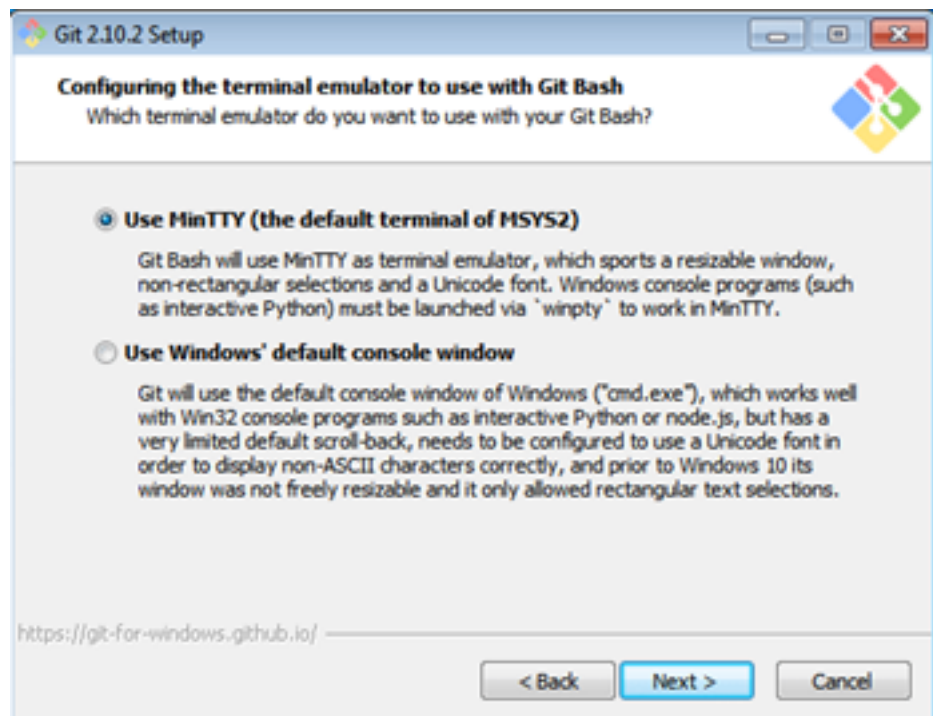 Git 2.10.2 Setup
Configuring the terminal emulator to use with Git Bash
Which terminal emulator do you want to use with your Git Bash?
Use MinTTY (the default terminal of MSYS2)
Git Bash will use MinTTY as terminal emulator, which sports a resizable window,
non-rectangular selections and a Unicode font. Windows console programs (such
as interactive Python) must be launched via `winpty` to work in MinTTY.
Use Windows' default console window
Git will use the default console window of Windows ("cmd.exe"), which works well
with Win32 console programs such as interactive Python or node.js, but has a
very limited default scroll-back, needs to be configured to use a Unicode font in
order to display non-ASCII characters correctly, and prior to Windows 10 its
window was not freely resizable and it only allowed rectangular text selections.
https://git-for-windows.github.io/
< Back Next > Cancel